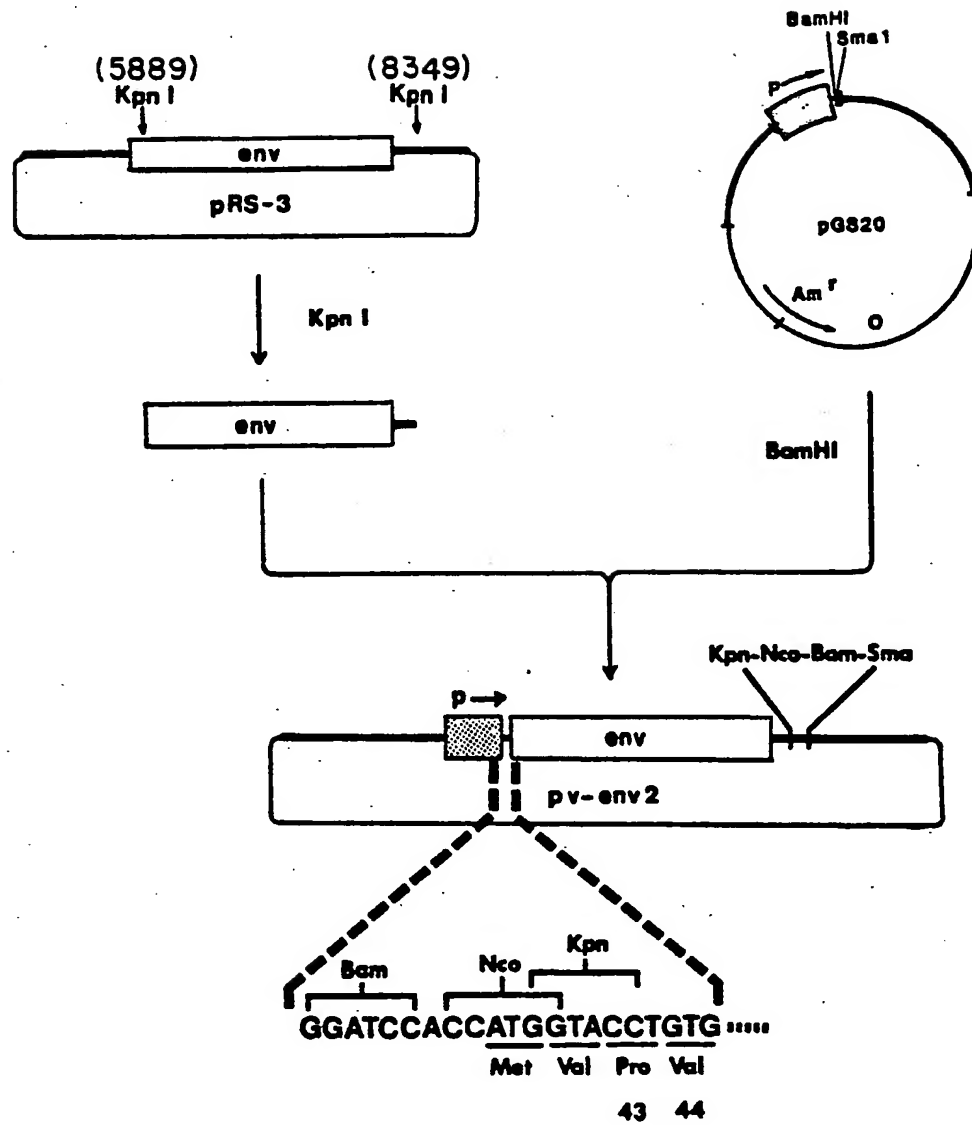 (5889)
Kpn I
(8349)
Kpn I
env
pRS-3
BamHI
Sma1
P
pGS20
Am r
O
Kpn I
env
BamHI
Kpn-Nco-Bam-Sma
p
env
pv-env2
Bam
Nco
Kpn
GGATCCACCATGGTACCTGTG
Met Val Pro Val
43 44